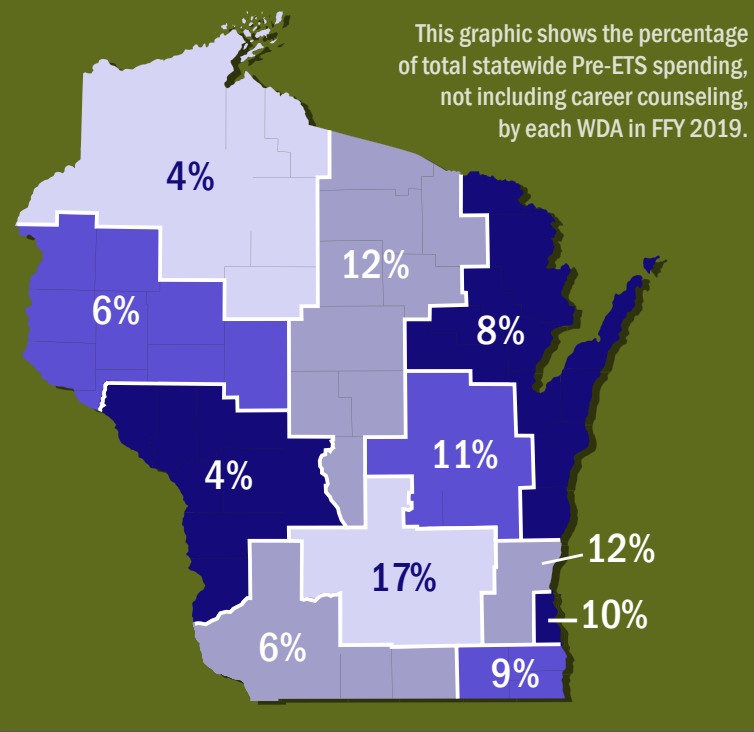 This graphic shows the percentage
of total statewide Pre-ETS spending,
not including career counseling,
by each WDA in FFY 2019.
4%
12%
6%
8%
11%
4%
12%
17%
10%
6%
9%